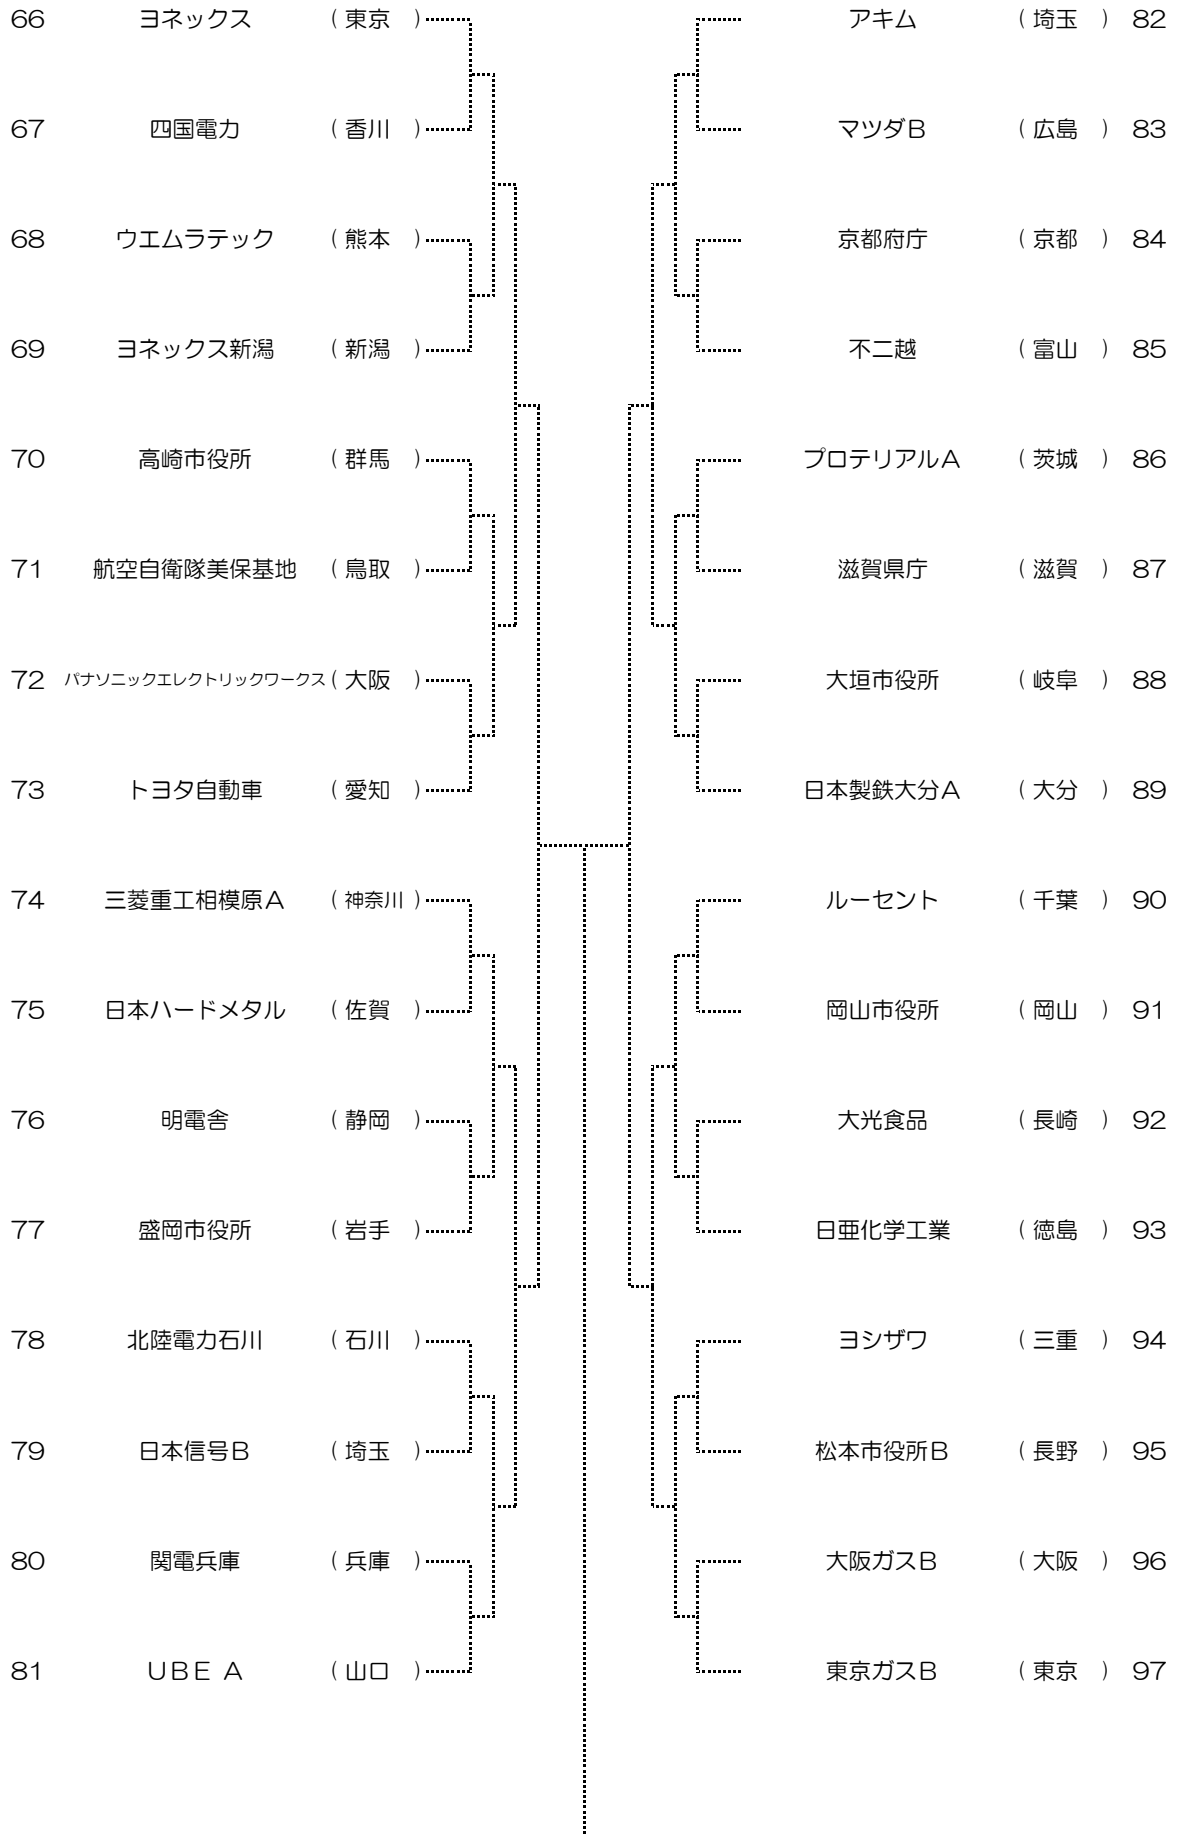 66 ヨネックス (東京)
67 四国電力 (香川)
68 ウエムラテック (熊本)
69 ヨネックス新潟 (新潟)
70 高崎市役所 (群馬)
71 航空自衛隊美保基地 (鳥取)
72 パナソニックエレクトリックワークス (大阪)
73 トヨタ自動車 (愛知)
74 三菱重工相模原A (神奈川)
75 日本ハードメタル (佐賀)
76 明電舎 (静岡)
77 盛岡市役所 (岩手)
78 北陸電力石川 (石川)
79 日本信号B (埼玉)
80 関電兵庫 (兵庫)
81 UBE A (山口)
アキム (埼玉) 82
マツダB (広島) 83
京都府庁 (京都) 84
不二越 (富山) 85
プロテリアルA (茨城) 86
滋賀県庁 (滋賀) 87
大垣市役所 (岐阜) 88
日本製鉄大分A (大分) 89
ルーセント (千葉) 90
岡山市役所 (岡山) 91
大光食品 (長崎) 92
日亜化学工業 (徳島) 93
ヨシザワ (三重) 94
松本市役所B (長野) 95
大阪ガスB (大阪) 96
東京ガスB (東京) 97